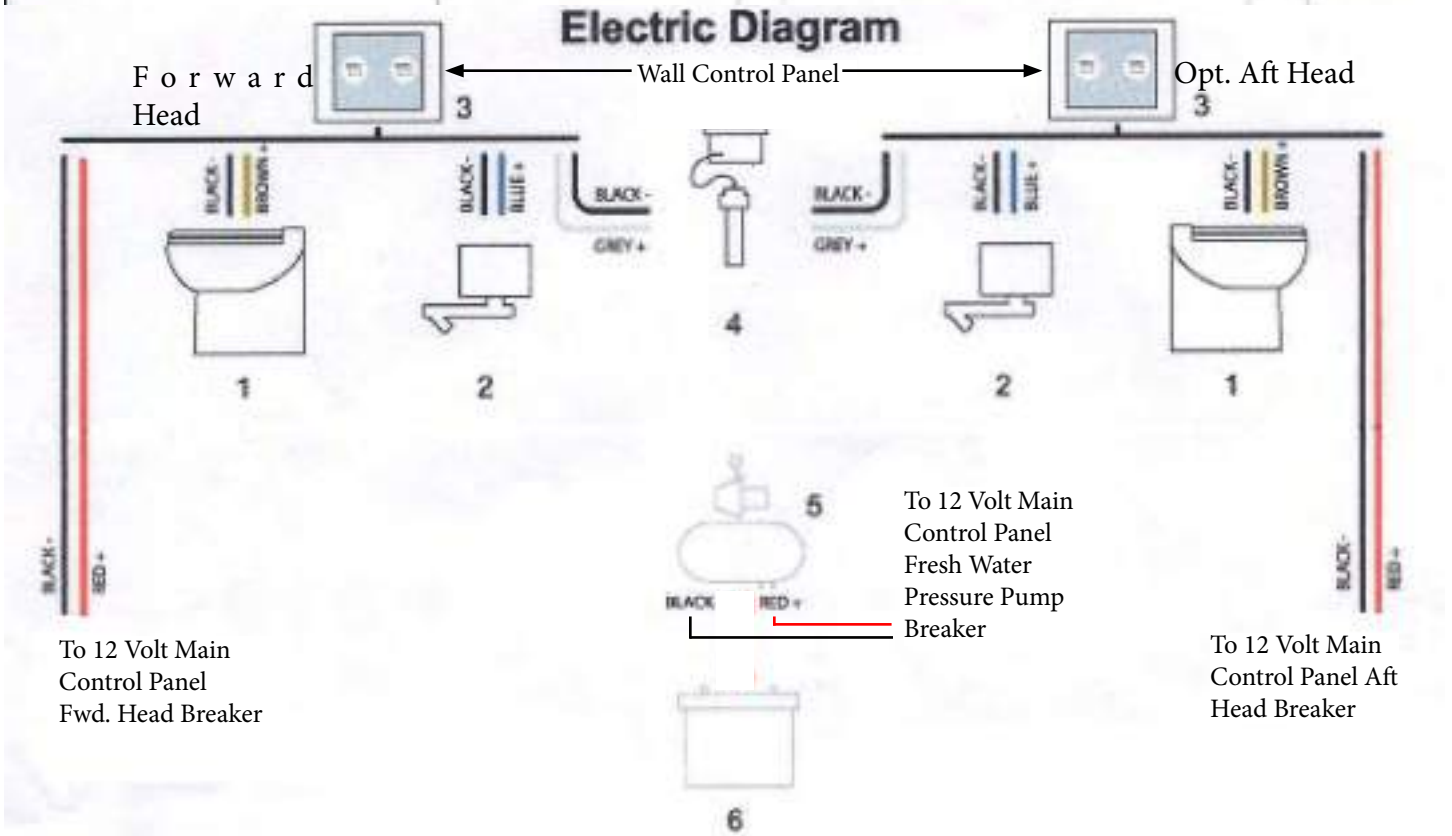 Electric Diagram
Forward
Head
3
Wall Control Panel
Opt. Aft Head
3
BLACK-
BROWN +
BLACK-
BLUE +
BLACK -
GREY +
BLACK -
GREY +
BLACK-
BLUE +
BLACK-
BROWN +
1
2
4
2
1
BLACK-
RED +
To 12 Volt Main
Control Panel
Fwd. Head Breaker
5
BLACK
RED +
To 12 Volt Main
Control Panel
Fresh Water
Pressure Pump
Breaker
6
BLACK-
RED +
To 12 Volt Main
Control Panel Aft
Head Breaker